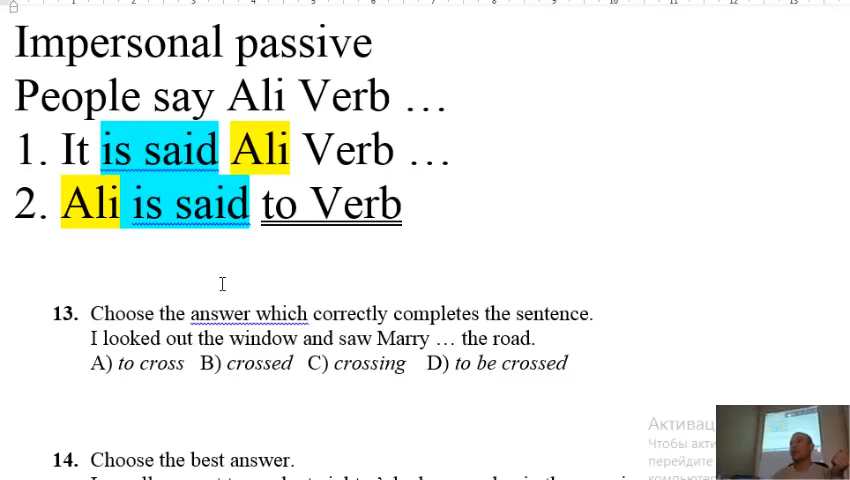 Impersonal passive
People say Ali Verb …
1. It is said Ali Verb …
2. Ali is said to Verb
13. Choose the answer which correctly completes the sentence.
I looked out the window and saw Marry … the road.
A) to cross B) crossed C) crossing D) to be crossed
14. Choose the best answer.
Активац
Чтобы акти
перейдите
компьютер